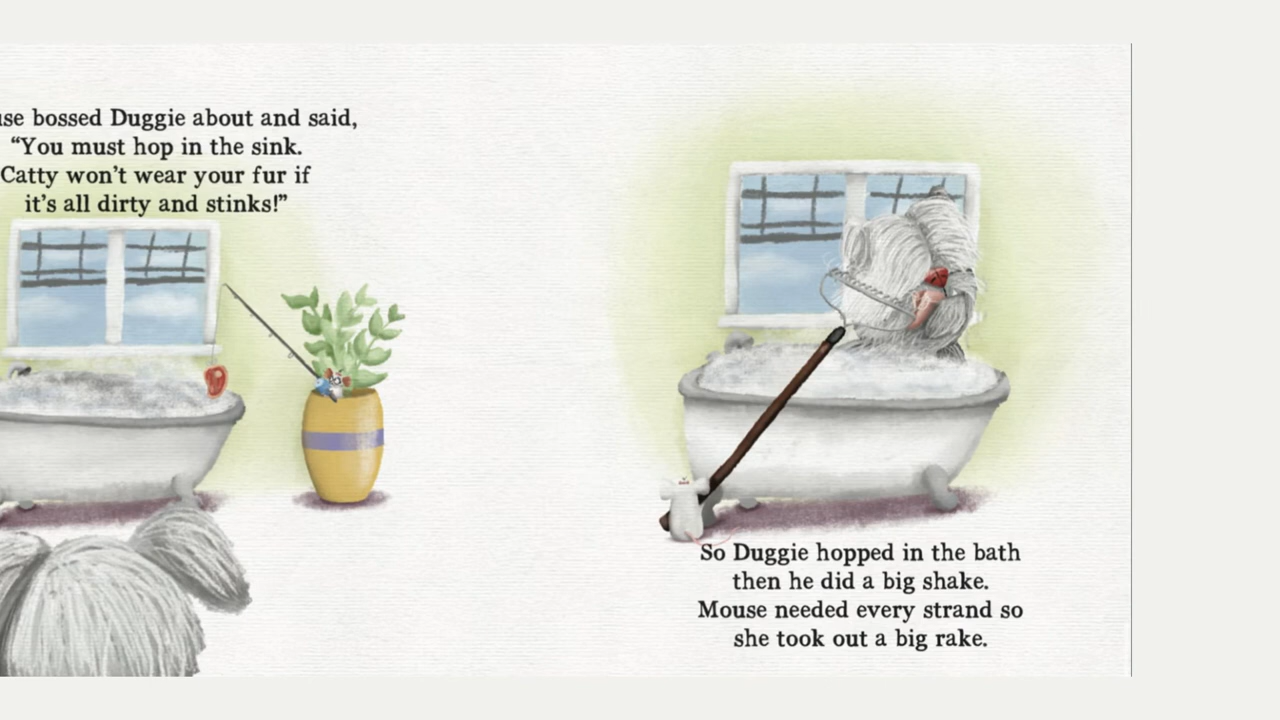 bossed Duggie about and said,
“You must hop in the sink.
Catty won’t wear your fur if
it’s all dirty and stinks!”
So Duggie hopped in the bath
then he did a big shake.
Mouse needed every strand so
she took out a big rake.